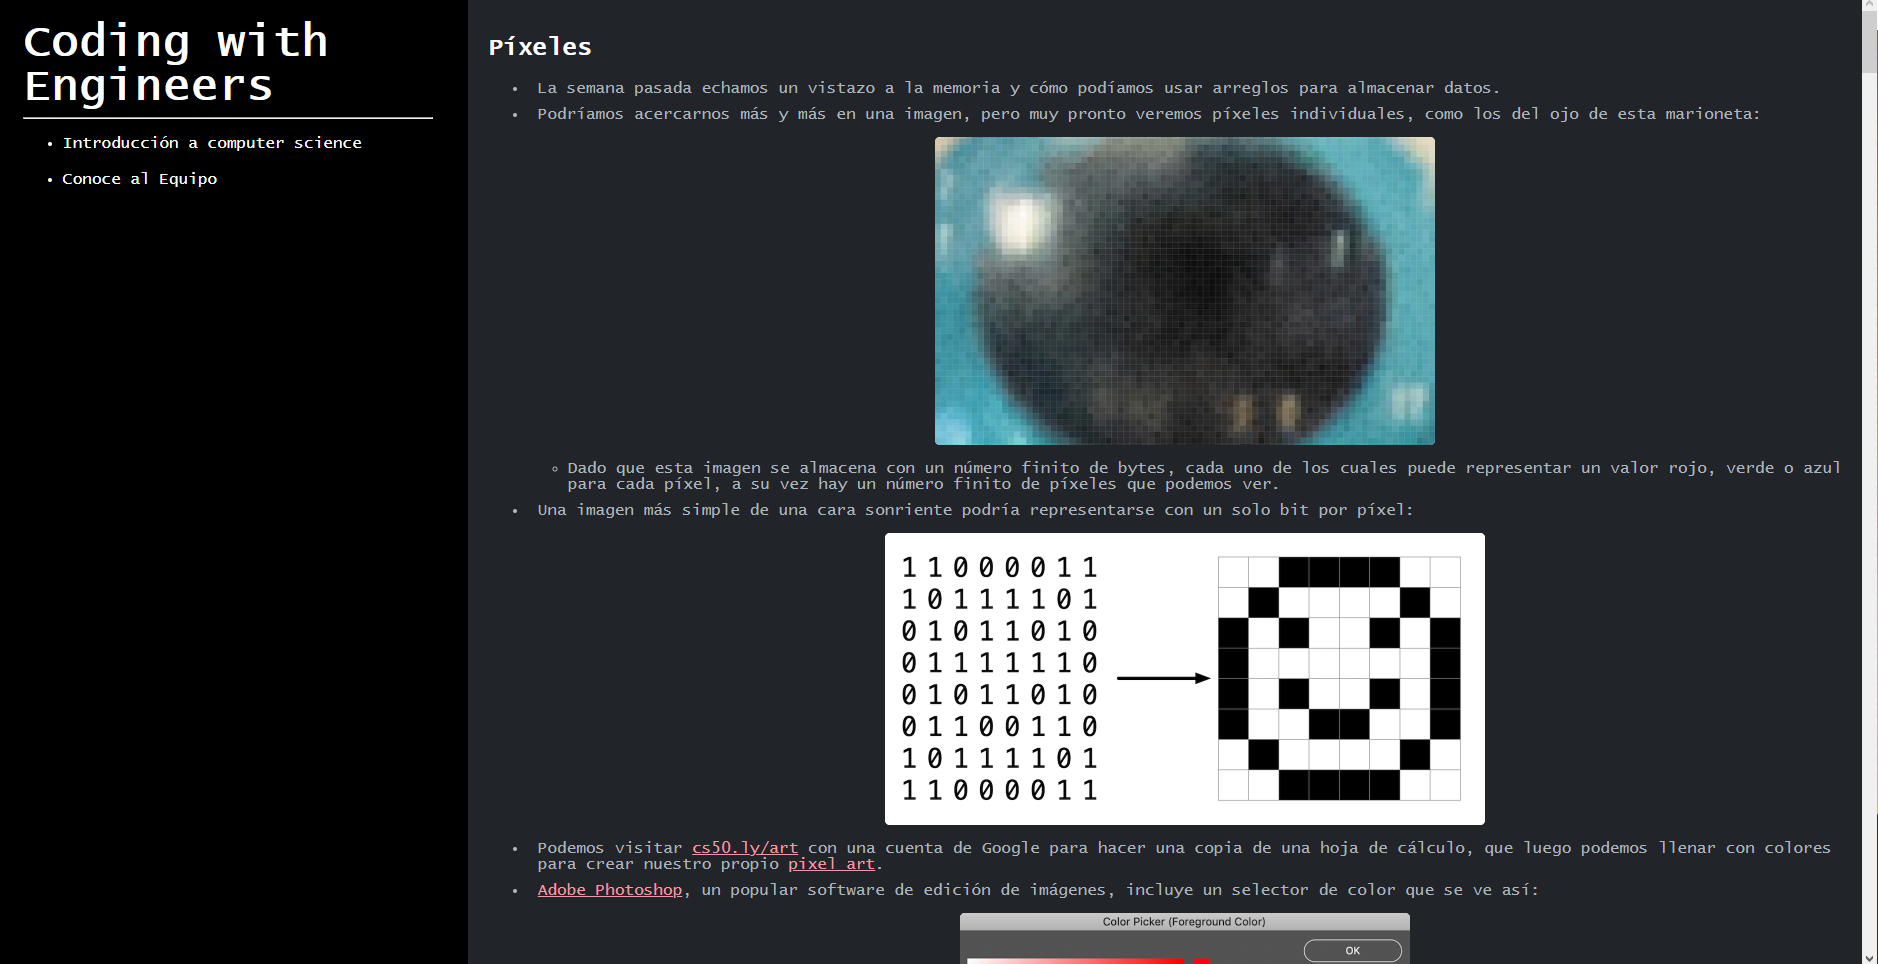 Coding with
Engineers
• Introducción a computer science
• Conoce al Equipo
Píxeles
• La semana pasada echamos un vistazo a la memoria y cómo podíamos usar arreglos para almacenar datos.
• Podríamos acercarnos más y más en una imagen, pero muy pronto veremos píxeles individuales, como los del ojo de esta marioneta:
◦ Dado que esta imagen se almacena con un número finito de bytes, cada uno de los cuales puede representar un valor rojo, verde o azul
para cada píxel, a su vez hay un número finito de píxeles que podemos ver.
• Una imagen más simple de una cara sonriente podría representarse con un solo bit por píxel:
1 1 0 0 0 0 1 1
1 0 1 1 1 1 0 1
0 1 0 1 1 0 1 0
0 1 1 1 1 1 1 0
0 1 0 1 1 0 1 0
0 1 1 0 0 1 1 0
1 0 1 1 1 1 0 1
1 1 0 0 0 0 1 1
• Podemos visitar cs50.ly/art con una cuenta de Google para hacer una copia de una hoja de cálculo, que luego podemos llenar con colores
para crear nuestro propio pixel art.
• Adobe Photoshop, un popular software de edición de imágenes, incluye un selector de color que se ve así:
Color Picker (Foreground Color)
OK